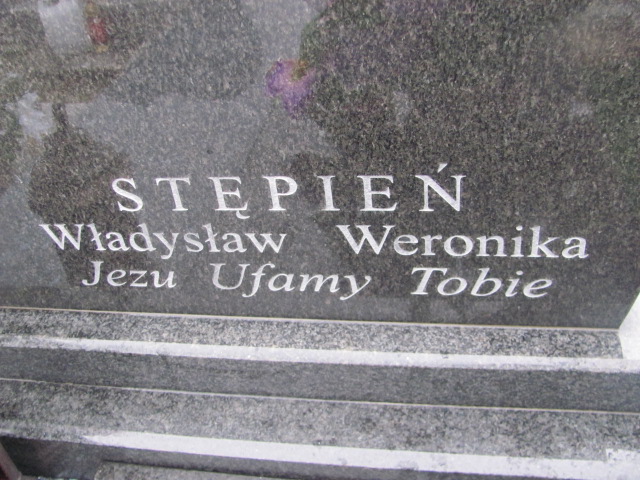 STĘPIEŃ
Władysław Weronika
Jezu Ufamy Tobie